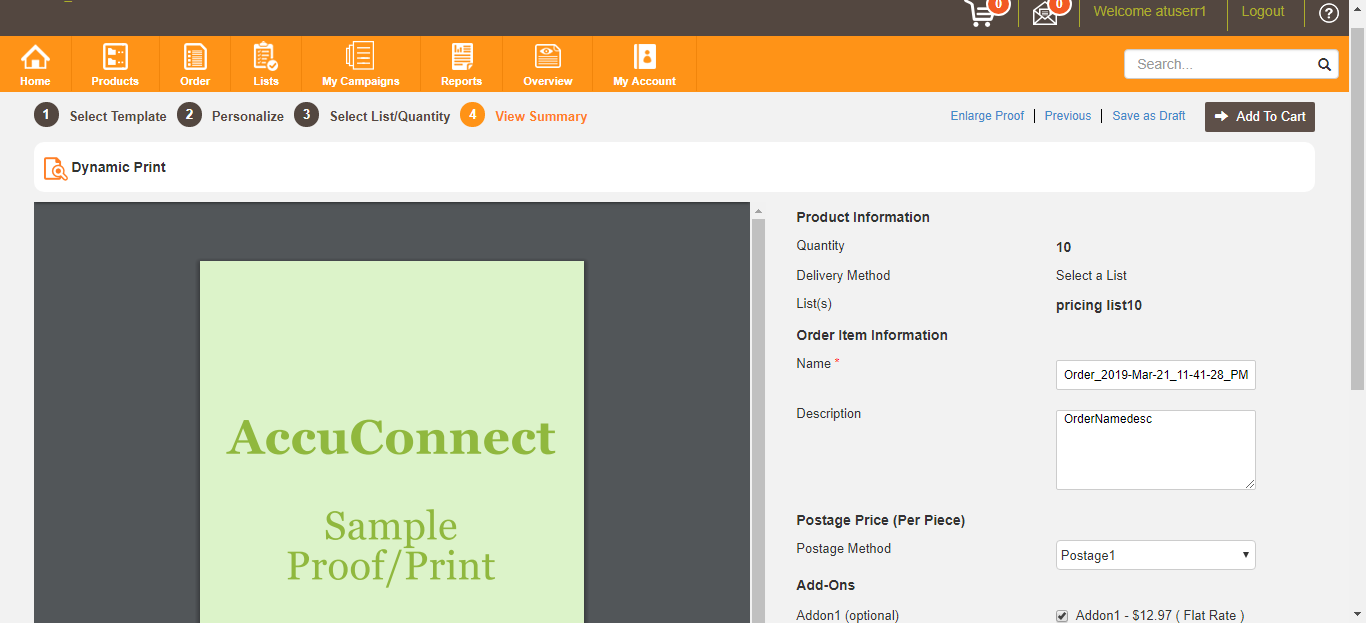 0
0
Welcome atuserr1
Logout
?
Home
Products
Order
Lists
My Campaigns
Reports
Overview
My Account
Search...
1 Select Template 2 Personalize 3 Select List/Quantity 4 View Summary
Enlarge Proof Previous Save as Draft Add To Cart
Dynamic Print
AccuConnect
Sample
Proof/Print
Product Information
Quantity 10
Delivery Method Select a List
List(s) pricing list10
Order Item Information
Name * Order_2019-Mar-21_11-41-28_PM
Description OrderNamedesc
Postage Price (Per Piece)
Postage Method Postage1
Add-Ons
Addon1 (optional) Addon1 - $12.97 ( Flat Rate )